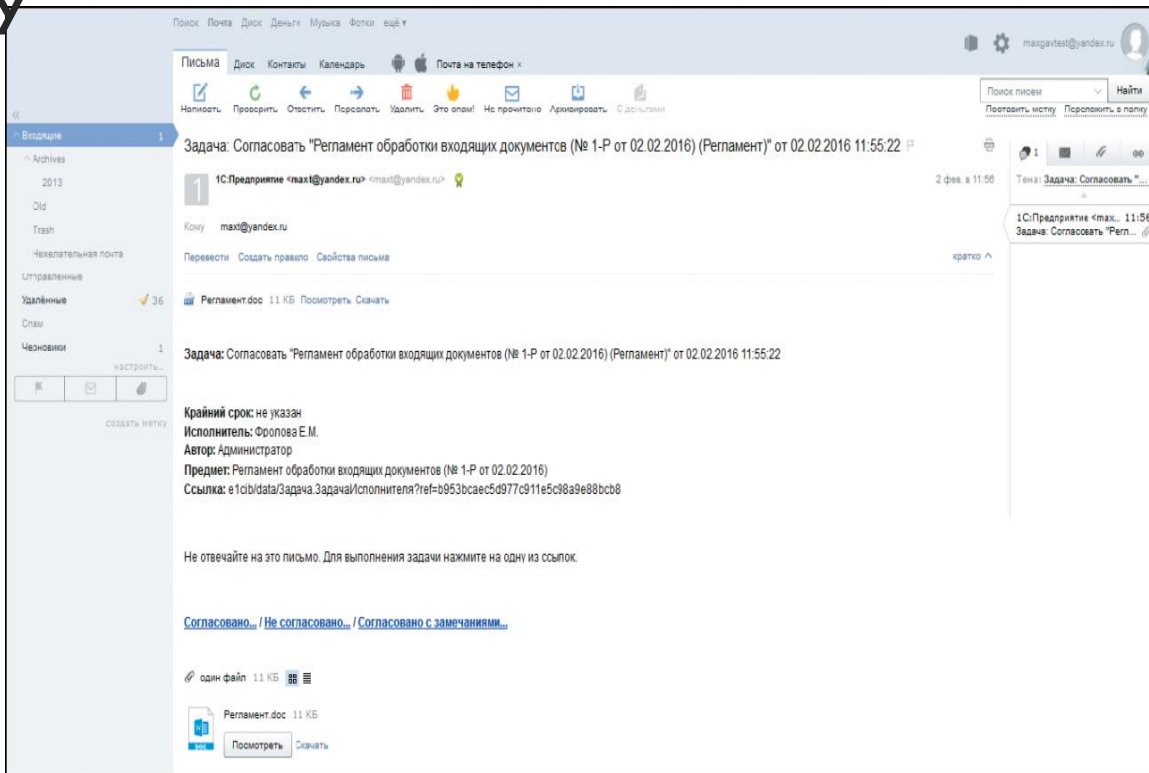 у
Поиск Почта Диск Деньги Музыка Фотки ещё
maxgavtest@yandex.ru
Письма Диск Контакты Календарь Почта на телефон ×
Написать Проверить Ответить Переслать Удалить Это спам! Не прочитано Архивировать С деньгами
Поиск писем Найти
Поставить метку Переложить в папку
Входящие 1
Archives
2013
Old
Trash
Нежелательная почта
Отправленные
Удалённые 36
Спам
Черновики 1
настроить...
создать метку
Задача: Согласовать "Регламент обработки входящих документов (№ 1-Р от 02.02.2016) (Регламент)" от 02.02.2016 11:55:22
1С:Предприятие <maxt@yandex.ru> <maxt@yandex.ru> 2 фев. в 11:56
Кому maxt@yandex.ru
Перевести Создать правило Свойства письма кратко
Регламент.doc 11 КБ Посмотреть Скачать
Задача: Согласовать "Регламент обработки входящих документов (№ 1-Р от 02.02.2016) (Регламент)" от 02.02.2016 11:55:22
Крайний срок: не указан
Исполнитель: Фролова Е.М.
Автор: Администратор
Предмет: Регламент обработки входящих документов (№ 1-Р от 02.02.2016)
Ссылка: e1cib/data/Задача.ЗадачаИсполнителя?ref=b953bcaec5d977c911e5c98a9e88bcb8
Не отвечайте на это письмо. Для выполнения задачи нажмите на одну из ссылок.
Согласовано... / Не согласовано... / Согласовано с замечаниями...
один файл 11 КБ
Регламент.doc 11 КБ
DOC
Посмотреть Скачать
1
Тема: Задача: Согласовать "...
1С:Предприятие <max... 11:56
Задача: Согласовать "Регл...